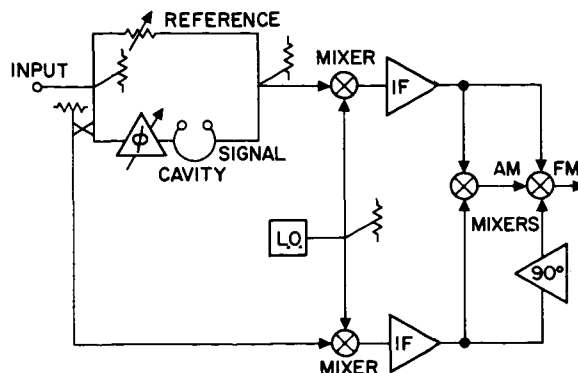 REFERENCE
INPUT
MIXER
IF
ϕ
SIGNAL
CAVITY
AM
FM
MIXERS
L.O.
90°
IF
MIXER